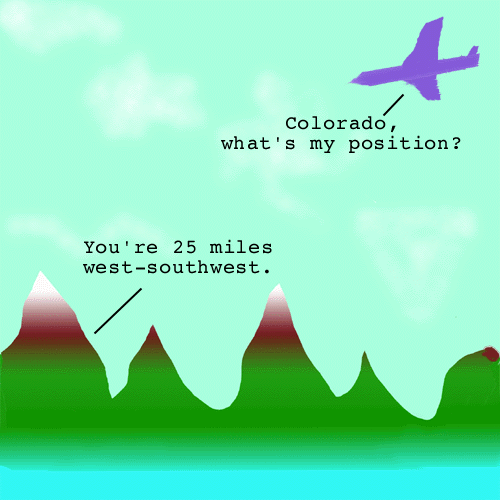 Colorado,
what's my position?
You're 25 miles
west-southwest.